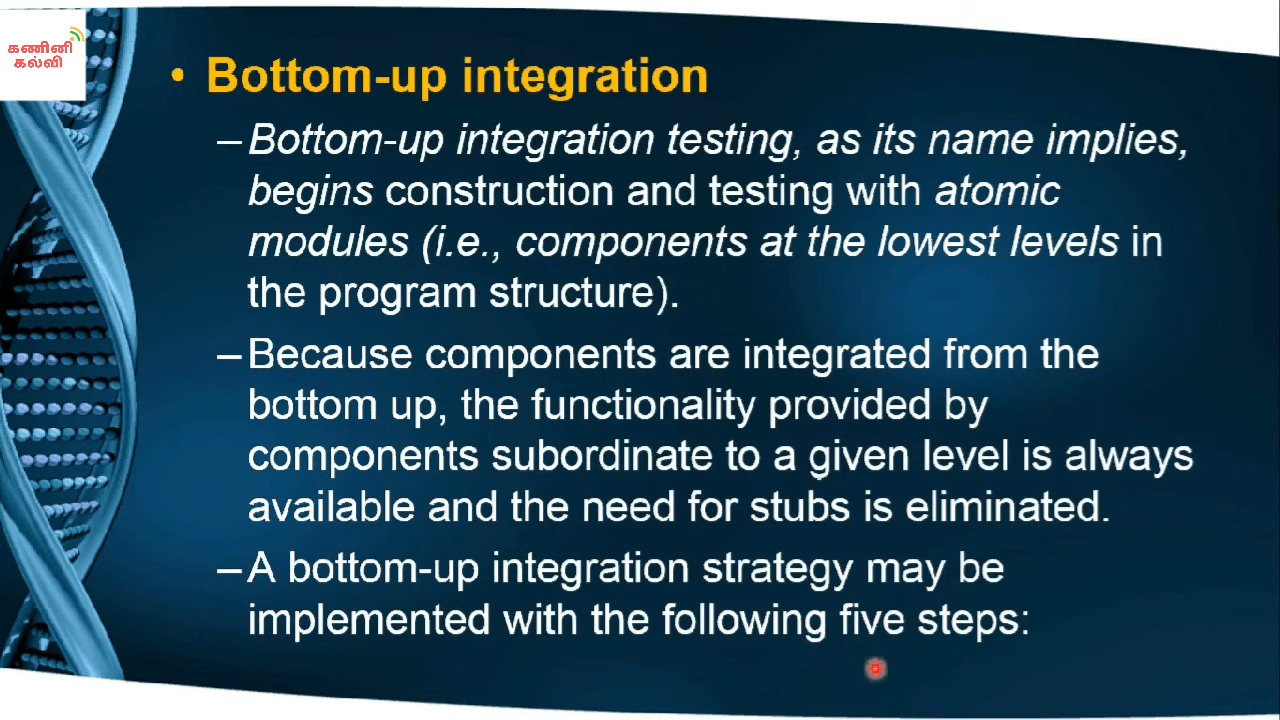 கணினி
கல்வி
• Bottom-up integration
–Bottom-up integration testing, as its name implies,
begins construction and testing with atomic
modules (i.e., components at the lowest levels in
the program structure).
–Because components are integrated from the
bottom up, the functionality provided by
components subordinate to a given level is always
available and the need for stubs is eliminated.
–A bottom-up integration strategy may be
implemented with the following five steps: